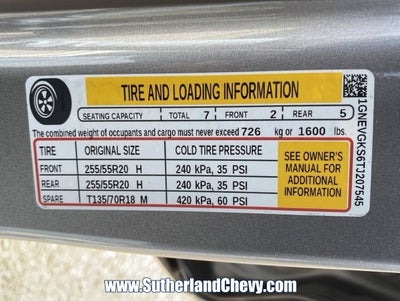 TIRE AND LOADING INFORMATION
SEATING CAPACITY TOTAL 7 FRONT 2 REAR 5
The combined weight of occupants and cargo must never exceed 726 kg or 1600 lbs.
TIRE ORIGINAL SIZE COLD TIRE PRESSURE
FRONT 255/55R20 H 240 kPa, 35 PSI
REAR 255/55R20 H 240 kPa, 35 PSI
SPARE T135/70R18 M 420 kPa, 60 PSI
SEE OWNER'S
MANUAL FOR
ADDITIONAL
INFORMATION
1GNEVGKS6TJ207545
www.SutherlandChevy.com